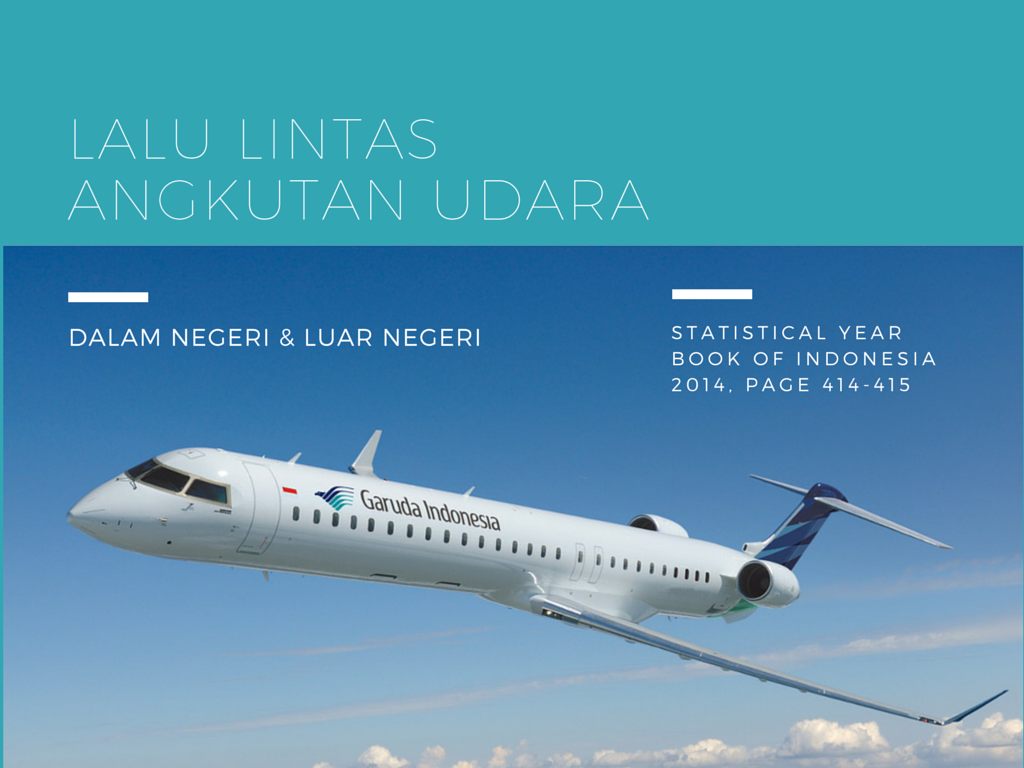 LALU LINTAS
ANGKUTAN UDARA
DALAM NEGERI & LUAR NEGERI
STATISTICAL YEAR
BOOK OF INDONESIA
2014, PAGE 414-415
Garuda Indonesia